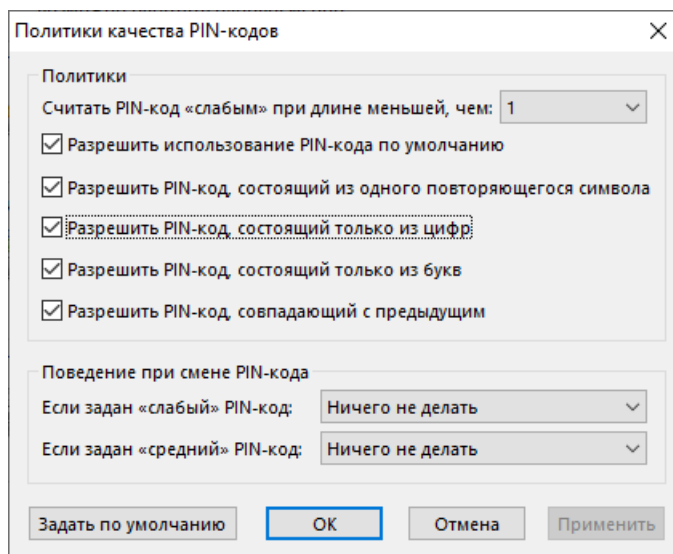 Политики качества PIN-кодов
Политики
Считать PIN-код «слабым» при длине меньшей, чем: 1
Разрешить использование PIN-кода по умолчанию
Разрешить PIN-код, состоящий из одного повторяющегося символа
Разрешить PIN-код, состоящий только из цифр
Разрешить PIN-код, состоящий только из букв
Разрешить PIN-код, совпадающий с предыдущим
Поведение при смене PIN-кода
Если задан «слабый» PIN-код: Ничего не делать
Если задан «средний» PIN-код: Ничего не делать
Задать по умолчанию ОК Отмена Применить